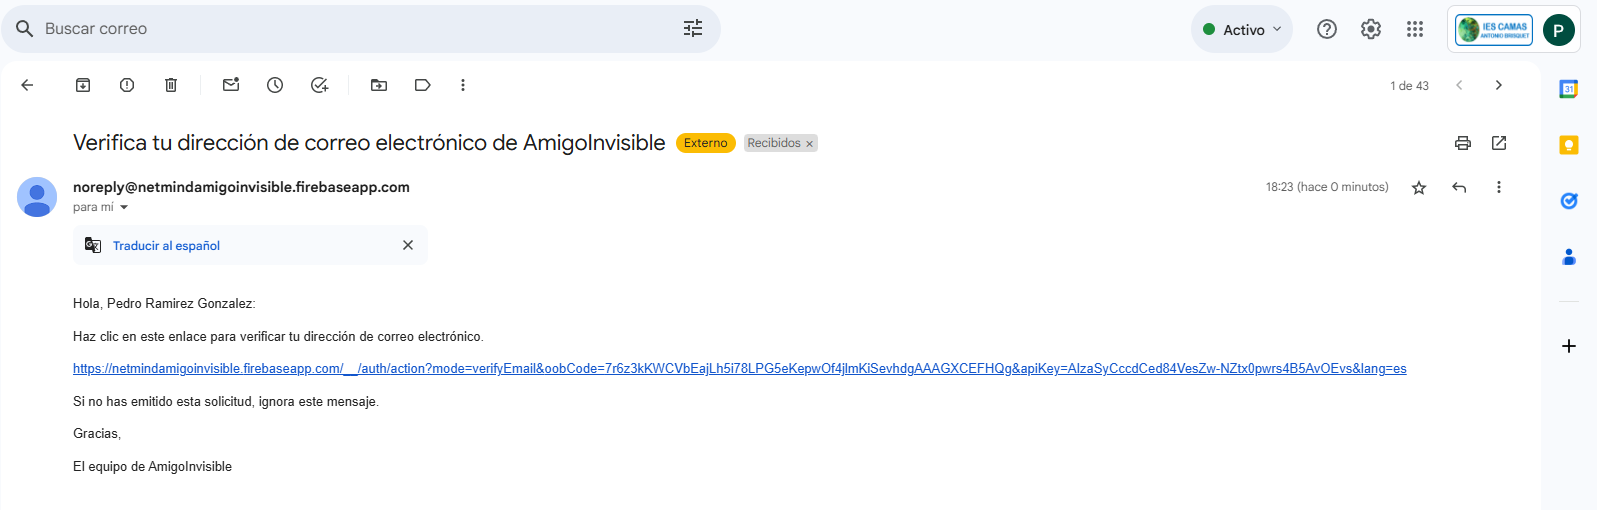 Buscar correo
Activo
IES CAMAS
ANTONIO BRISQUET
P
1 de 43
31
Verifica tu dirección de correo electrónico de AmigoInvisible
Externo
Recibidos ×
noreply@netmindamigoinvisible.firebaseapp.com
18:23 (hace 0 minutos)
para mí
Traducir al español
Hola, Pedro Ramirez Gonzalez:
Haz clic en este enlace para verificar tu dirección de correo electrónico.
https://netmindamigoinvisible.firebaseapp.com/__/auth/action?mode=verifyEmail&oobCode=7r6z3kKWCVbEajLh5i78LPG5eKepwOf4jlmKiSevhdgAAAGXCEFHQg&apiKey=AIzaSyCccdCed84VesZw-NZtx0pwrs4B5AvOEvs&lang=es
Si no has emitido esta solicitud, ignora este mensaje.
Gracias,
El equipo de AmigoInvisible